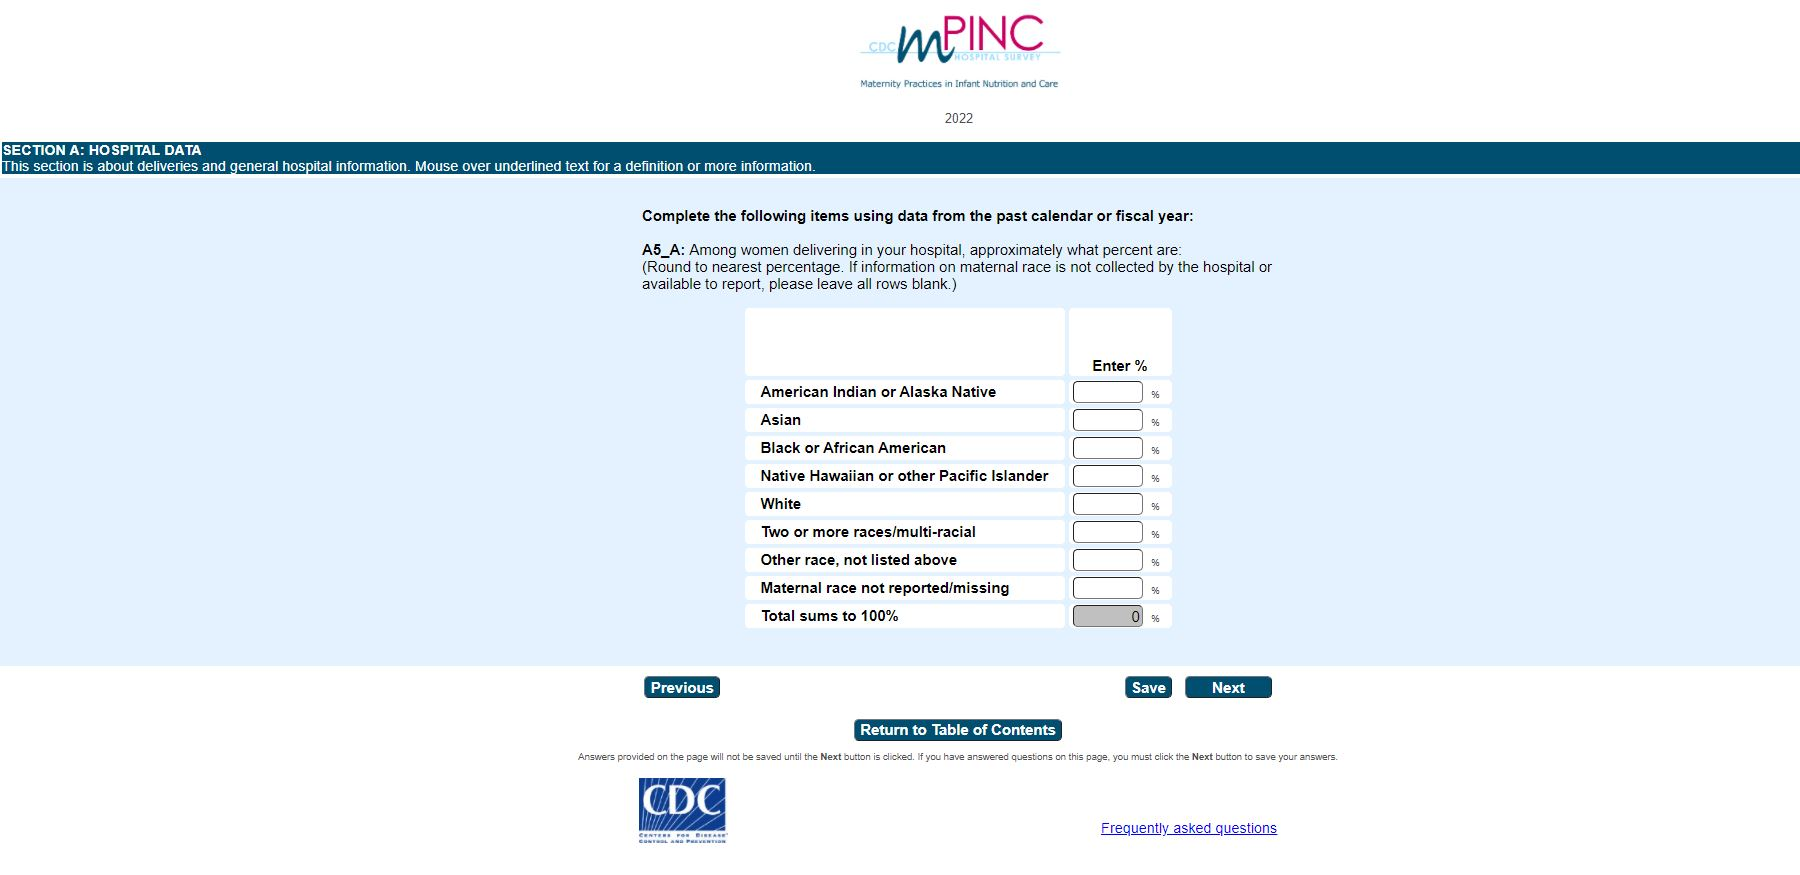 CDC mPINC
HOSPITAL SURVEY
Maternity Practices in Infant Nutrition and Care
2022
SECTION A: HOSPITAL DATA
This section is about deliveries and general hospital information. Mouse over underlined text for a definition or more information.
Complete the following items using data from the past calendar or fiscal year:
A5_A: Among women delivering in your hospital, approximately what percent are:
(Round to nearest percentage. If information on maternal race is not collected by the hospital or
available to report, please leave all rows blank.)
Enter %
American Indian or Alaska Native %
Asian %
Black or African American %
Native Hawaiian or other Pacific Islander %
White %
Two or more races/multi-racial %
Other race, not listed above %
Maternal race not reported/missing %
Total sums to 100% 0 %
Previous Save Next
Return to Table of Contents
Answers provided on the page will not be saved until the Next button is clicked. If you have answered questions on this page, you must click the Next button to save your answers.
CDC
CENTERS FOR DISEASE
CONTROL AND PREVENTION
Frequently asked questions